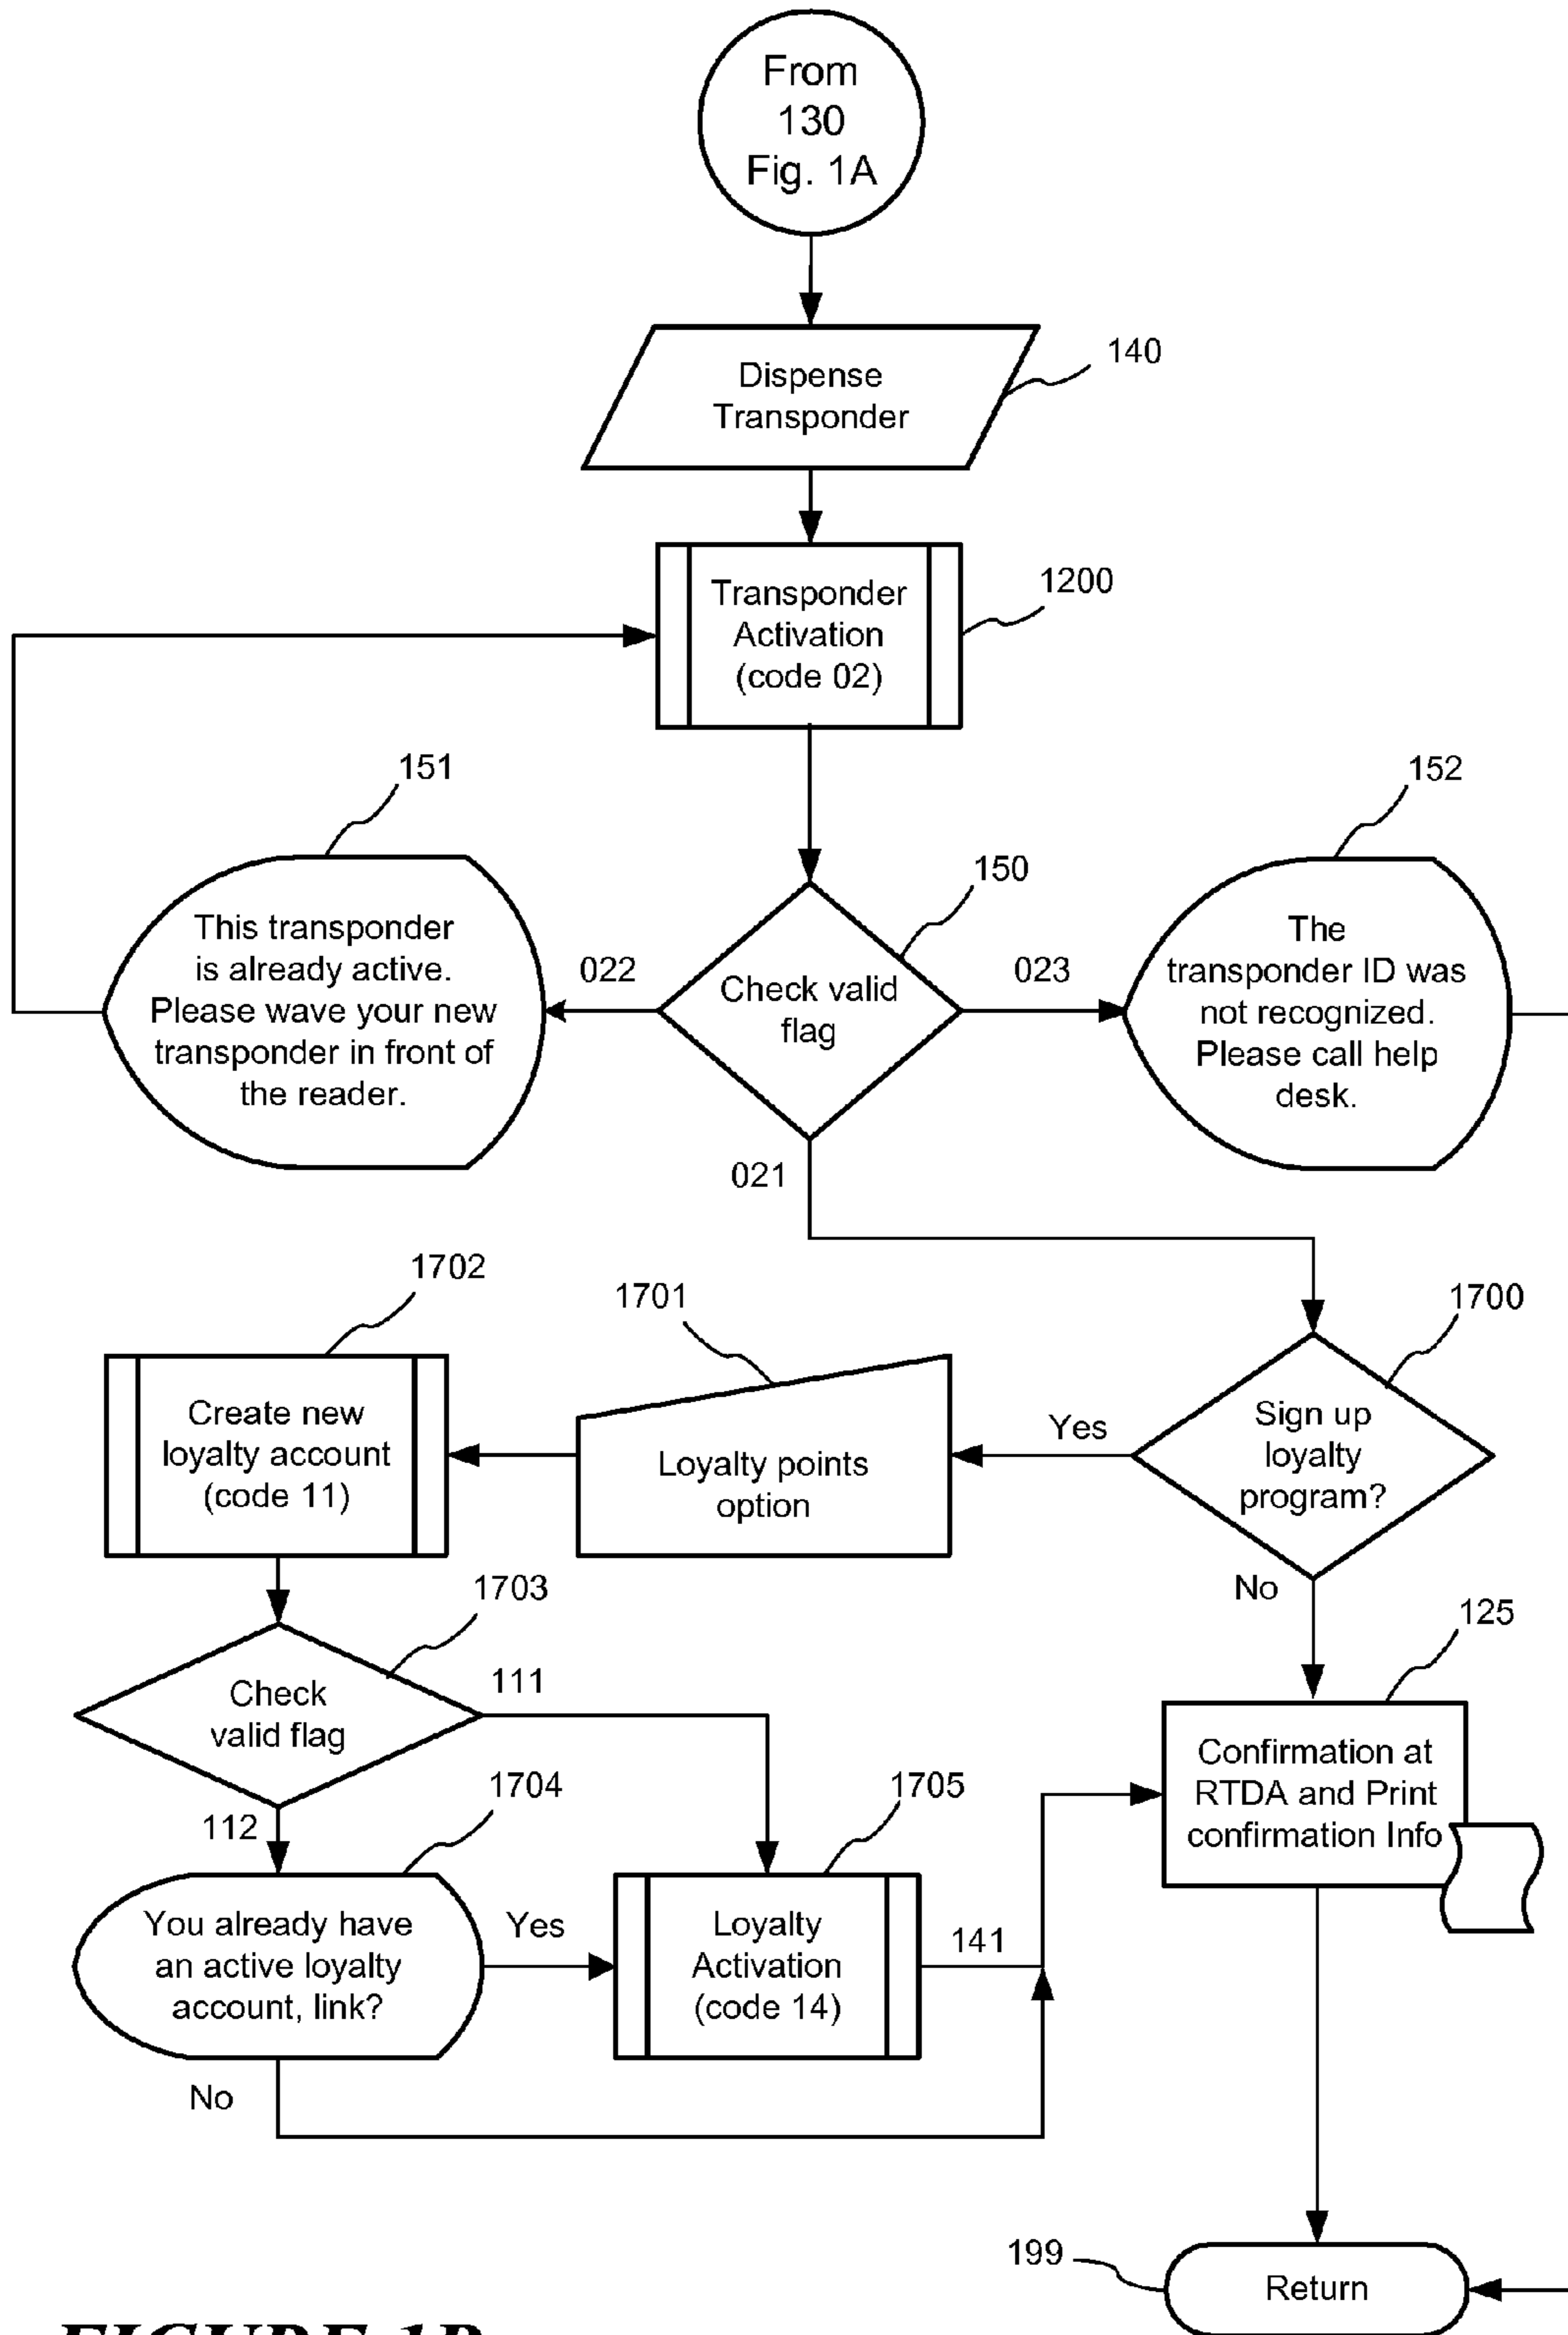 From
130
Fig. 1A
Dispense
Transponder
140
Transponder
Activation
(code 02)
1200
151
This transponder
is already active.
Please wave your new
transponder in front of
the reader.
022
150
Check valid
flag
023
152
The
transponder ID was
not recognized.
Please call help
desk.
021
1702
Create new
loyalty account
(code 11)
1701
Loyalty points
option
Yes
1700
Sign up
loyalty
program?
No
1703
Check
valid flag
111
112
1704
You already have
an active loyalty
account, link?
Yes
No
1705
Loyalty
Activation
(code 14)
141
125
Confirmation at
RTDA and Print
confirmation Info
199
Return
FIGURE 1B